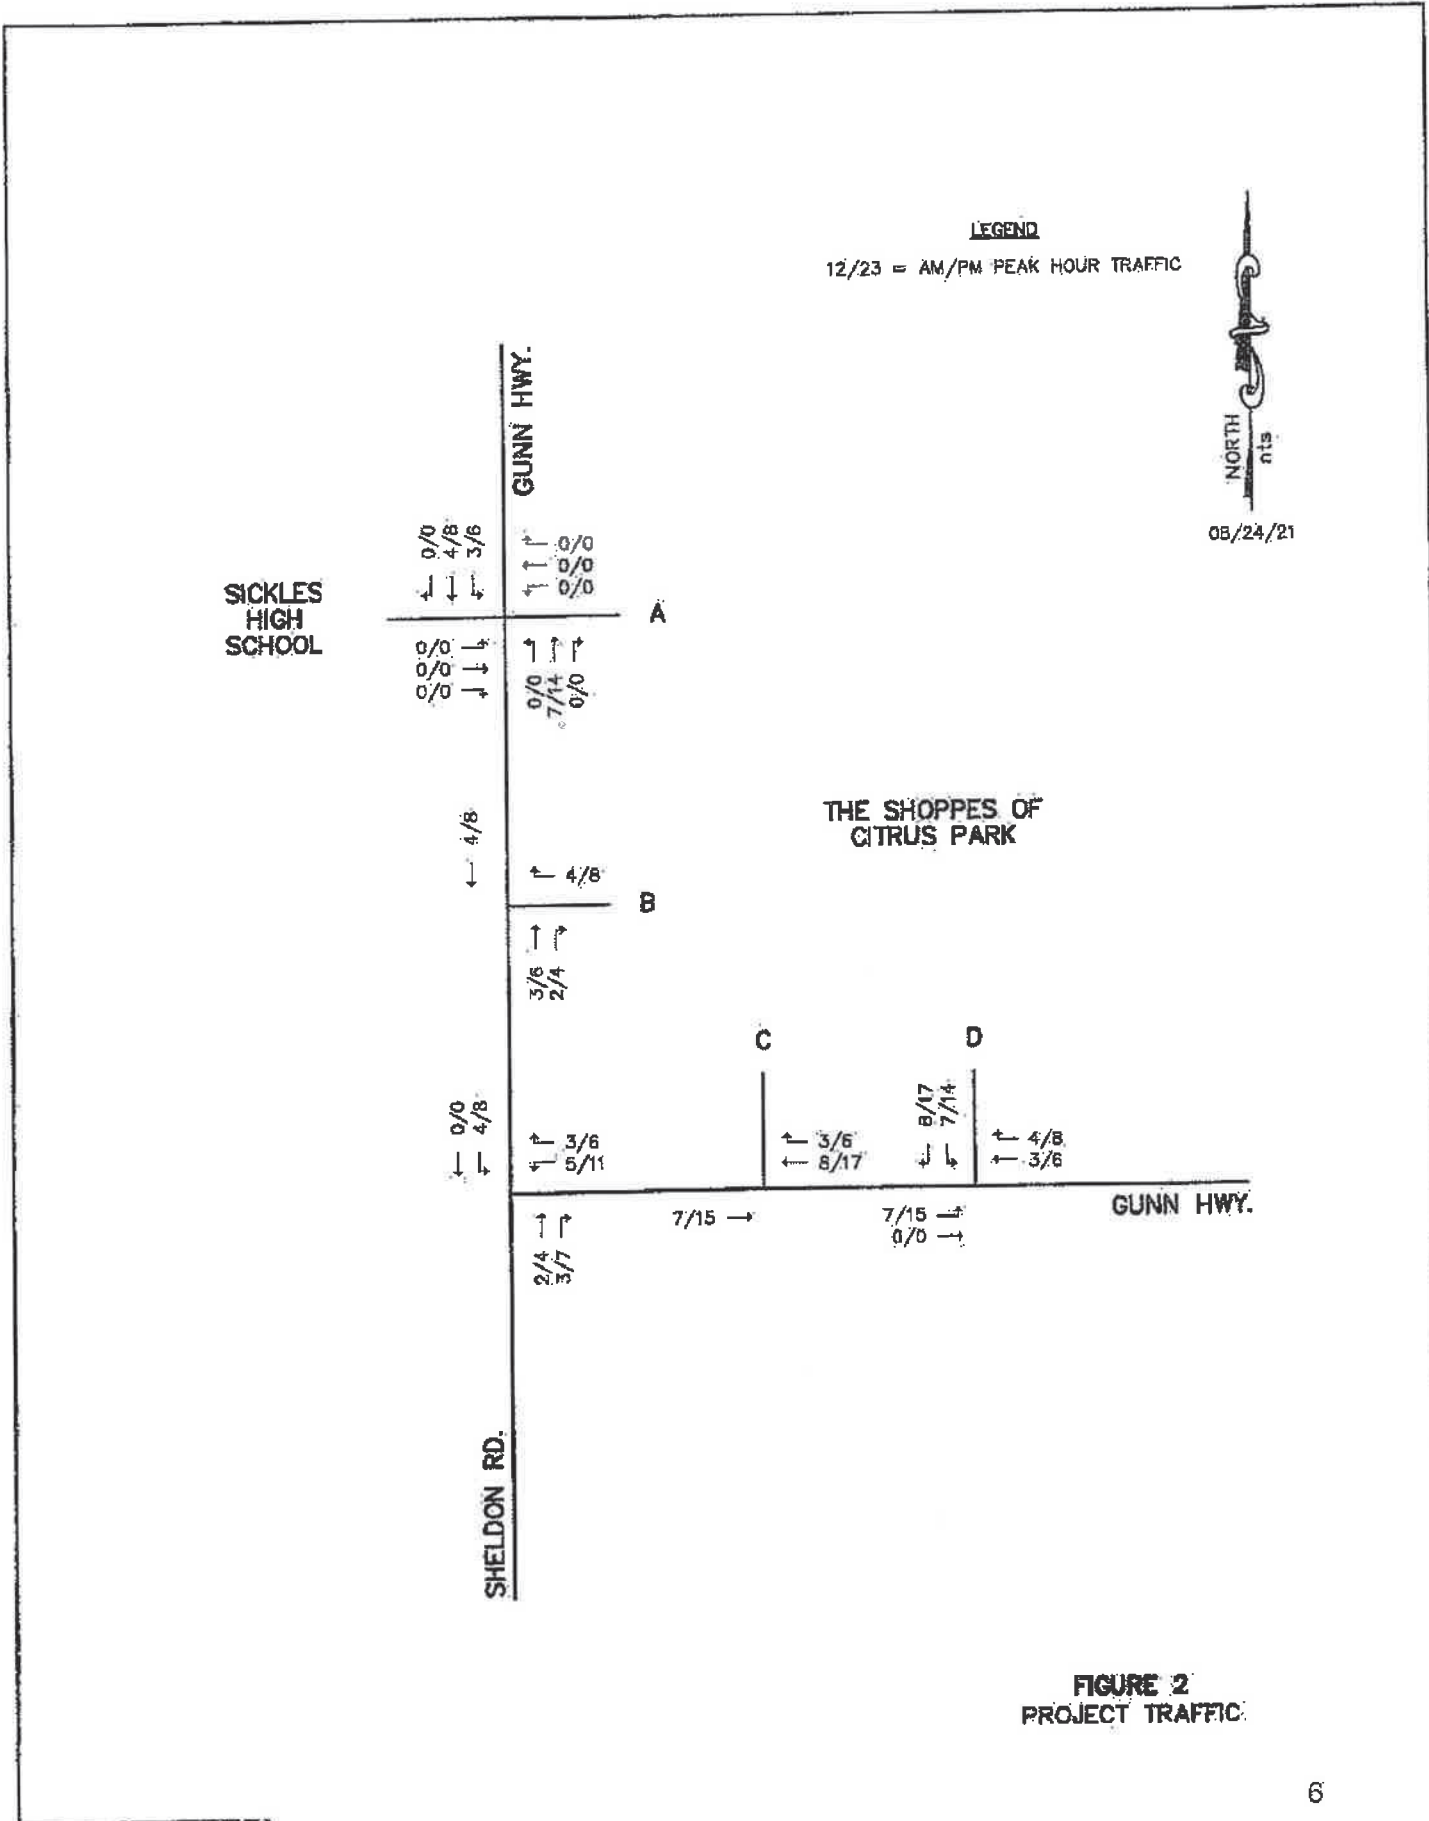 LEGEND
12/23 = AM/PM PEAK HOUR TRAFFIC
NORTH
nts
08/24/21
GUNN HWY.
0/0
4/8
3/6
0/0
0/0
0/0
SICKLES
HIGH
SCHOOL
A
0/0
0/0
0/0
0/0
7/14
0/0
THE SHOPPES OF
CITRUS PARK
4/8
4/8
B
3/6
2/4
C
D
0/0
4/8
3/6
5/11
3/6
8/17
8/17
7/14
4/8
3/6
GUNN HWY.
7/15
7/15
0/0
2/4
3/7
SHELDON RD.
FIGURE 2
PROJECT TRAFFIC
6